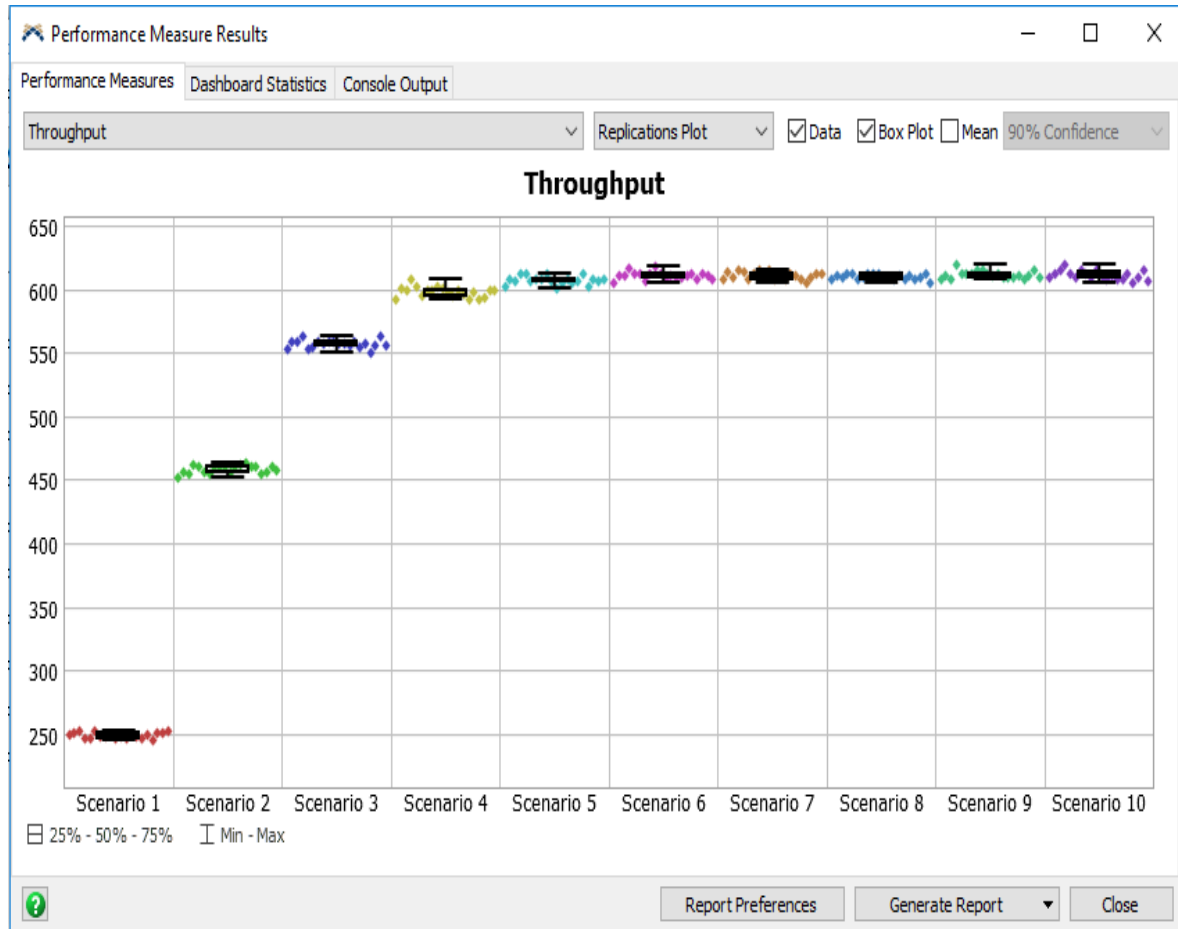 Performance Measure Results
Performance Measures Dashboard Statistics Console Output
Throughput Replications Plot Data Box Plot Mean 90% Confidence
Throughput
650
600
550
500
450
400
350
300
250
Scenario 1 Scenario 2 Scenario 3 Scenario 4 Scenario 5 Scenario 6 Scenario 7 Scenario 8 Scenario 9 Scenario 10
25% - 50% - 75% Min - Max
? Report Preferences Generate Report Close